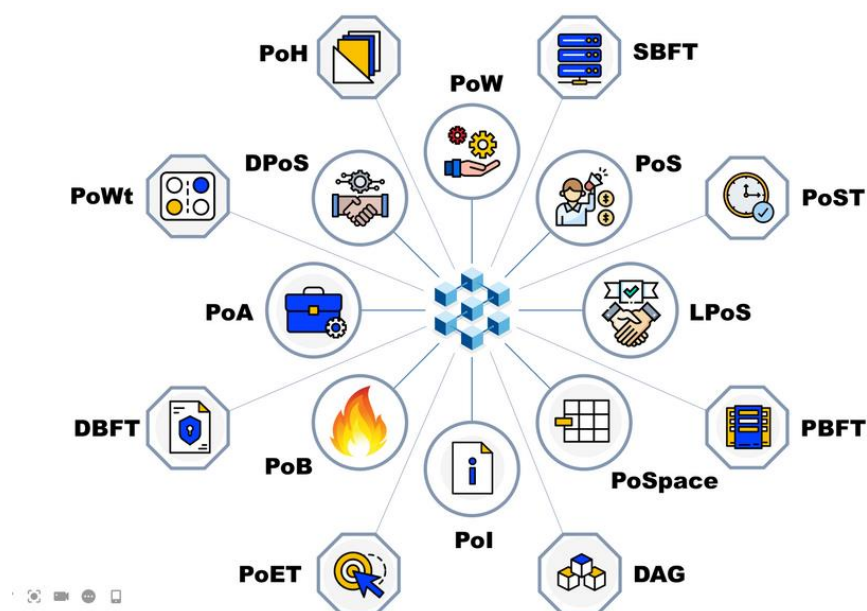 PoH
SBFT
PoW
DPoS
PoS
PoWt
PoST
PoA
LPoS
DBFT
PBFT
PoB
PoSpace
PoI
PoET
DAG